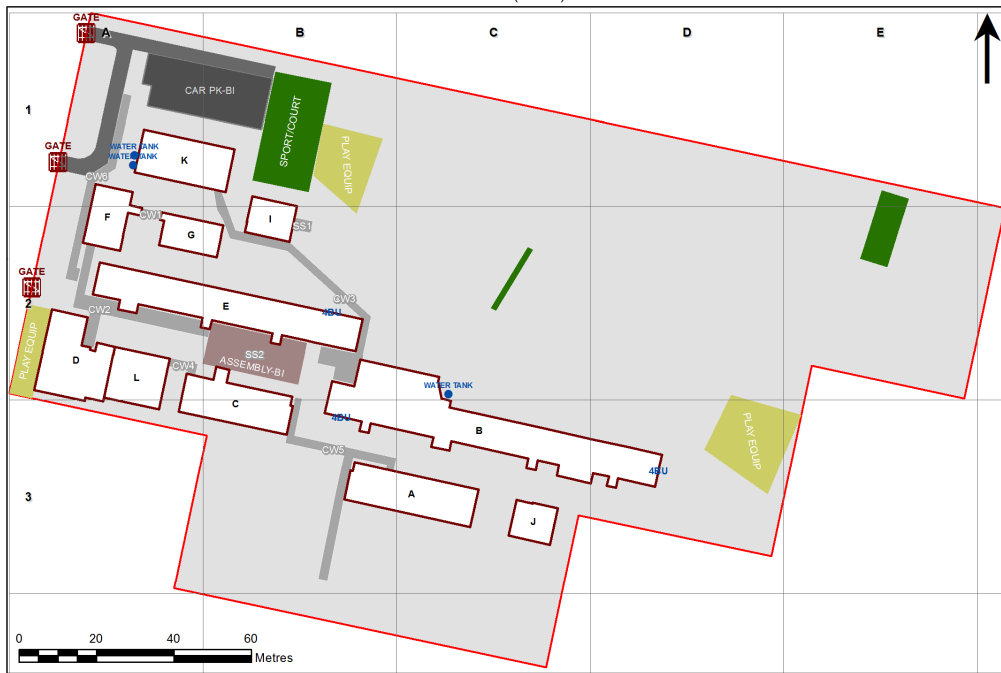 GATE
A
B
C
D
E
CAR PK-BI
1
SPORT/COURT
PLAY EQUIP
WATER TANK
GATE
WATER TANK
K
CW6
F
CW1
G
I
SS1
GATE
2
E
CW3
4BU
CW2
PLAY EQUIP
SS2
ASSEMBLY-BI
D
L
CW4
C
WATER TANK
4BU
B
PLAY EQUIP
CW5
4BU
3
A
J
0
20
40
60
Metres